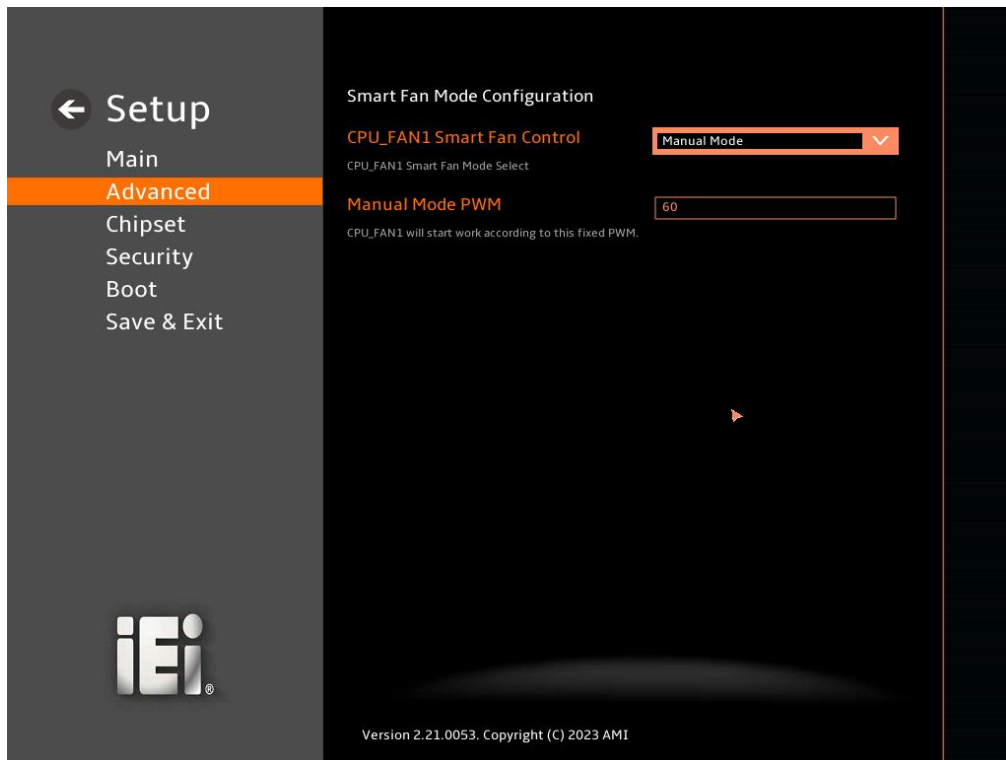 Setup
Main
Advanced
Chipset
Security
Boot
Save & Exit
Smart Fan Mode Configuration
CPU_FAN1 Smart Fan Control
Manual Mode
CPU_FAN1 Smart Fan Mode Select
Manual Mode PWM
60
CPU_FAN1 will start work according to this fixed PWM.
iEi®
Version 2.21.0053. Copyright (C) 2023 AMI